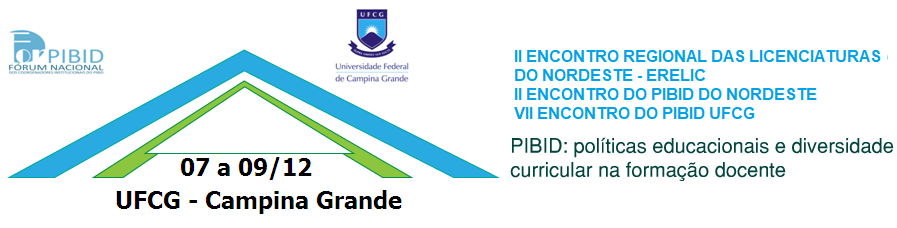 FOR PIBID
FÓRUM NACIONAL
DOS COORDENADORES INSTITUCIONAIS DO PIBID
UFCG
Universidade Federal
de Campina Grande
07 a 09/12
UFCG - Campina Grande
II ENCONTRO REGIONAL DAS LICENCIATURAS
DO NORDESTE - ERELIC
II ENCONTRO DO PIBID DO NORDESTE
VII ENCONTRO DO PIBID UFCG
PIBID: políticas educacionais e diversidade
curricular na formação docente